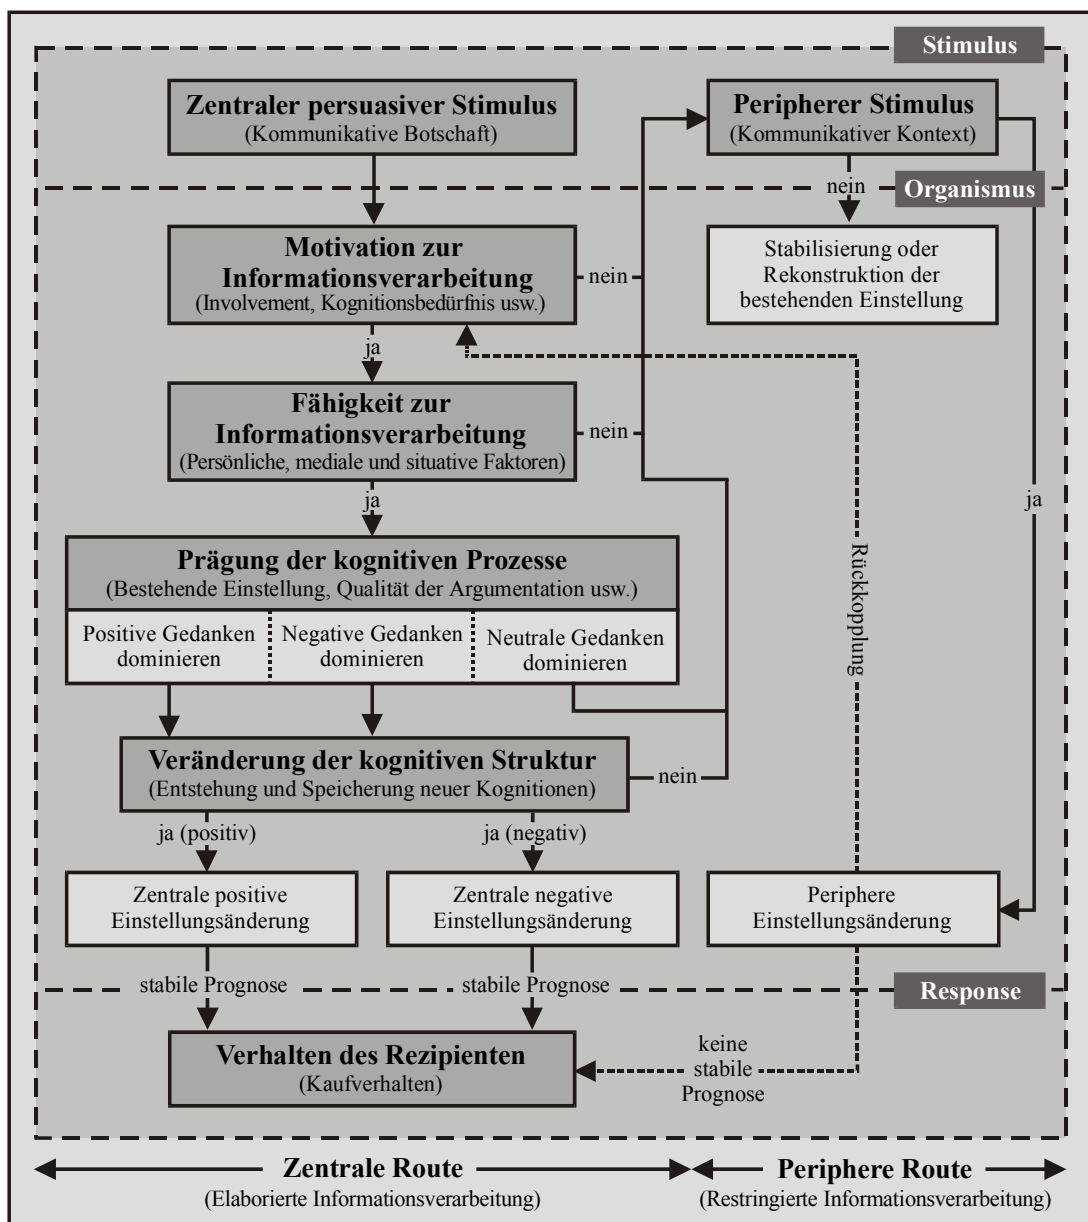 Stimulus
Zentraler persuasiver Stimulus
(Kommunikative Botschaft)
Peripherer Stimulus
(Kommunikativer Kontext)
nein
Organismus
Motivation zur
Informationsverarbeitung
(Involvement, Kognitionsbedürfnis usw.)
nein
Stabilisierung oder
Rekonstruktion der
bestehenden Einstellung
ja
Fähigkeit zur
Informationsverarbeitung
(Persönliche, mediale und situative Faktoren)
nein
ja
ja
Prägung der kognitiven Prozesse
(Bestehende Einstellung, Qualität der Argumentation usw.)
Positive Gedanken
dominieren
Negative Gedanken
dominieren
Neutrale Gedanken
dominieren
Rückkopplung
Veränderung der kognitiven Struktur
(Entstehung und Speicherung neuer Kognitionen)
nein
ja (positiv)
ja (negativ)
Zentrale positive
Einstellungsänderung
Zentrale negative
Einstellungsänderung
Periphere
Einstellungsänderung
stabile Prognose
stabile Prognose
Response
Verhalten des Rezipienten
(Kaufverhalten)
keine
stabile
Prognose
Zentrale Route
(Elaborierte Informationsverarbeitung)
Periphere Route
(Restringierte Informationsverarbeitung)